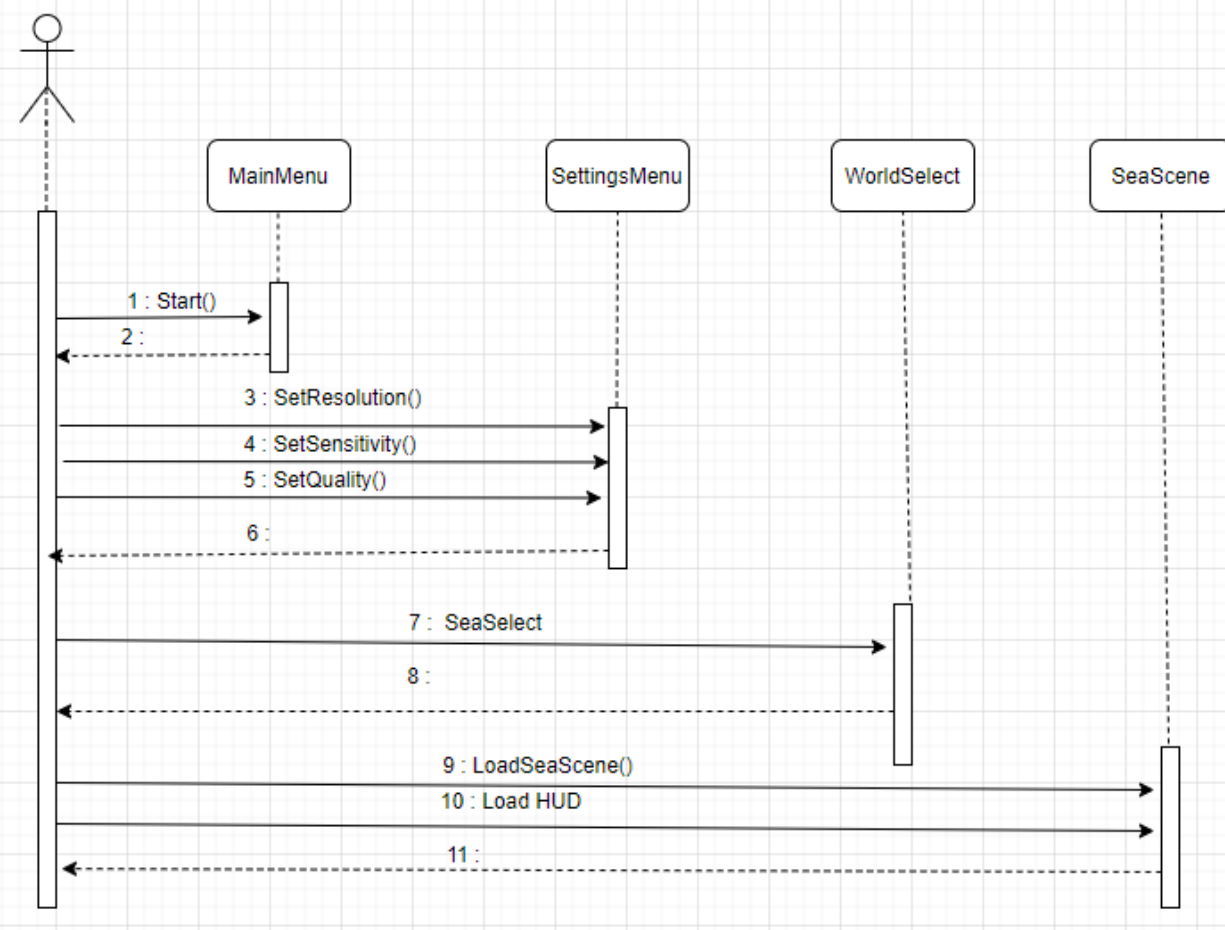 MainMenu
SettingsMenu
WorldSelect
SeaScene
1 : Start()
2 :
3 : SetResolution()
4 : SetSensitivity()
5 : SetQuality()
6 :
7 :  SeaSelect
8 :
9 : LoadSeaScene()
10 : Load HUD
11 :